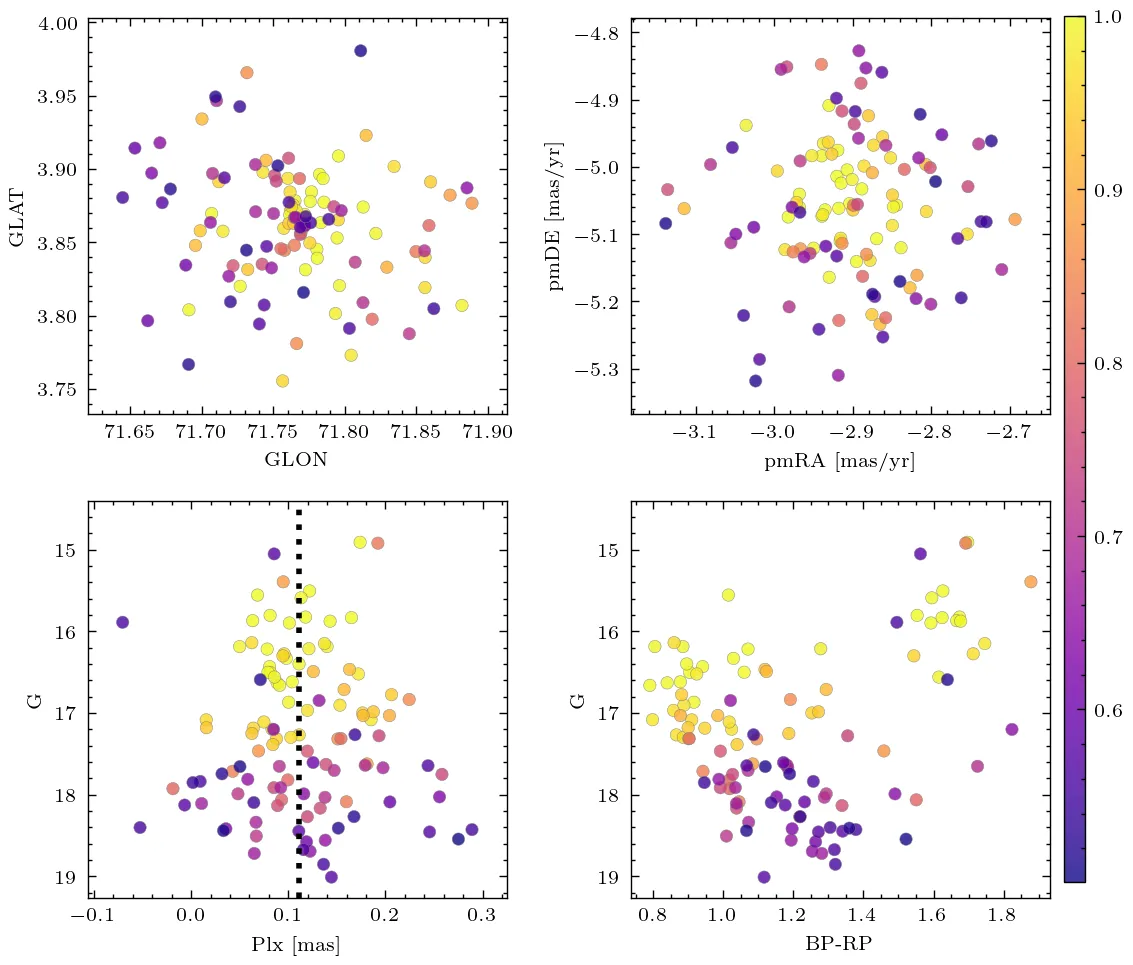 4.00
3.95
3.90
3.85
3.80
3.75
GLAT
71.65 71.70 71.75 71.80 71.85 71.90
GLON
−4.8
−4.9
−5.0
−5.1
−5.2
−5.3
pmDE [mas/yr]
−3.1 −3.0 −2.9 −2.8 −2.7
pmRA [mas/yr]
1.0
0.9
0.8
0.7
0.6
15
16
17
18
19
G
−0.1 0.0 0.1 0.2 0.3
Plx [mas]
15
16
17
18
19
G
0.8 1.0 1.2 1.4 1.6 1.8
BP-RP